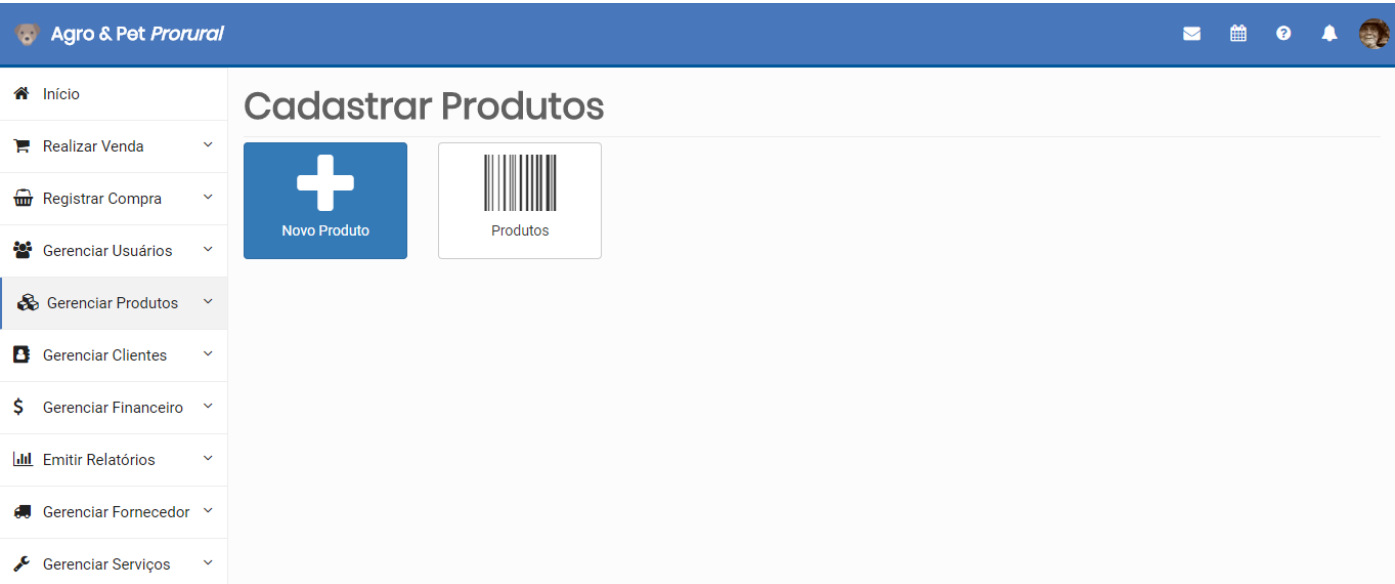 Agro & Pet Prorural
Início
Realizar Venda
Registrar Compra
Gerenciar Usuários
Gerenciar Produtos
Gerenciar Clientes
Gerenciar Financeiro
Emitir Relatórios
Gerenciar Fornecedor
Gerenciar Serviços
Cadastrar Produtos
Novo Produto
Produtos